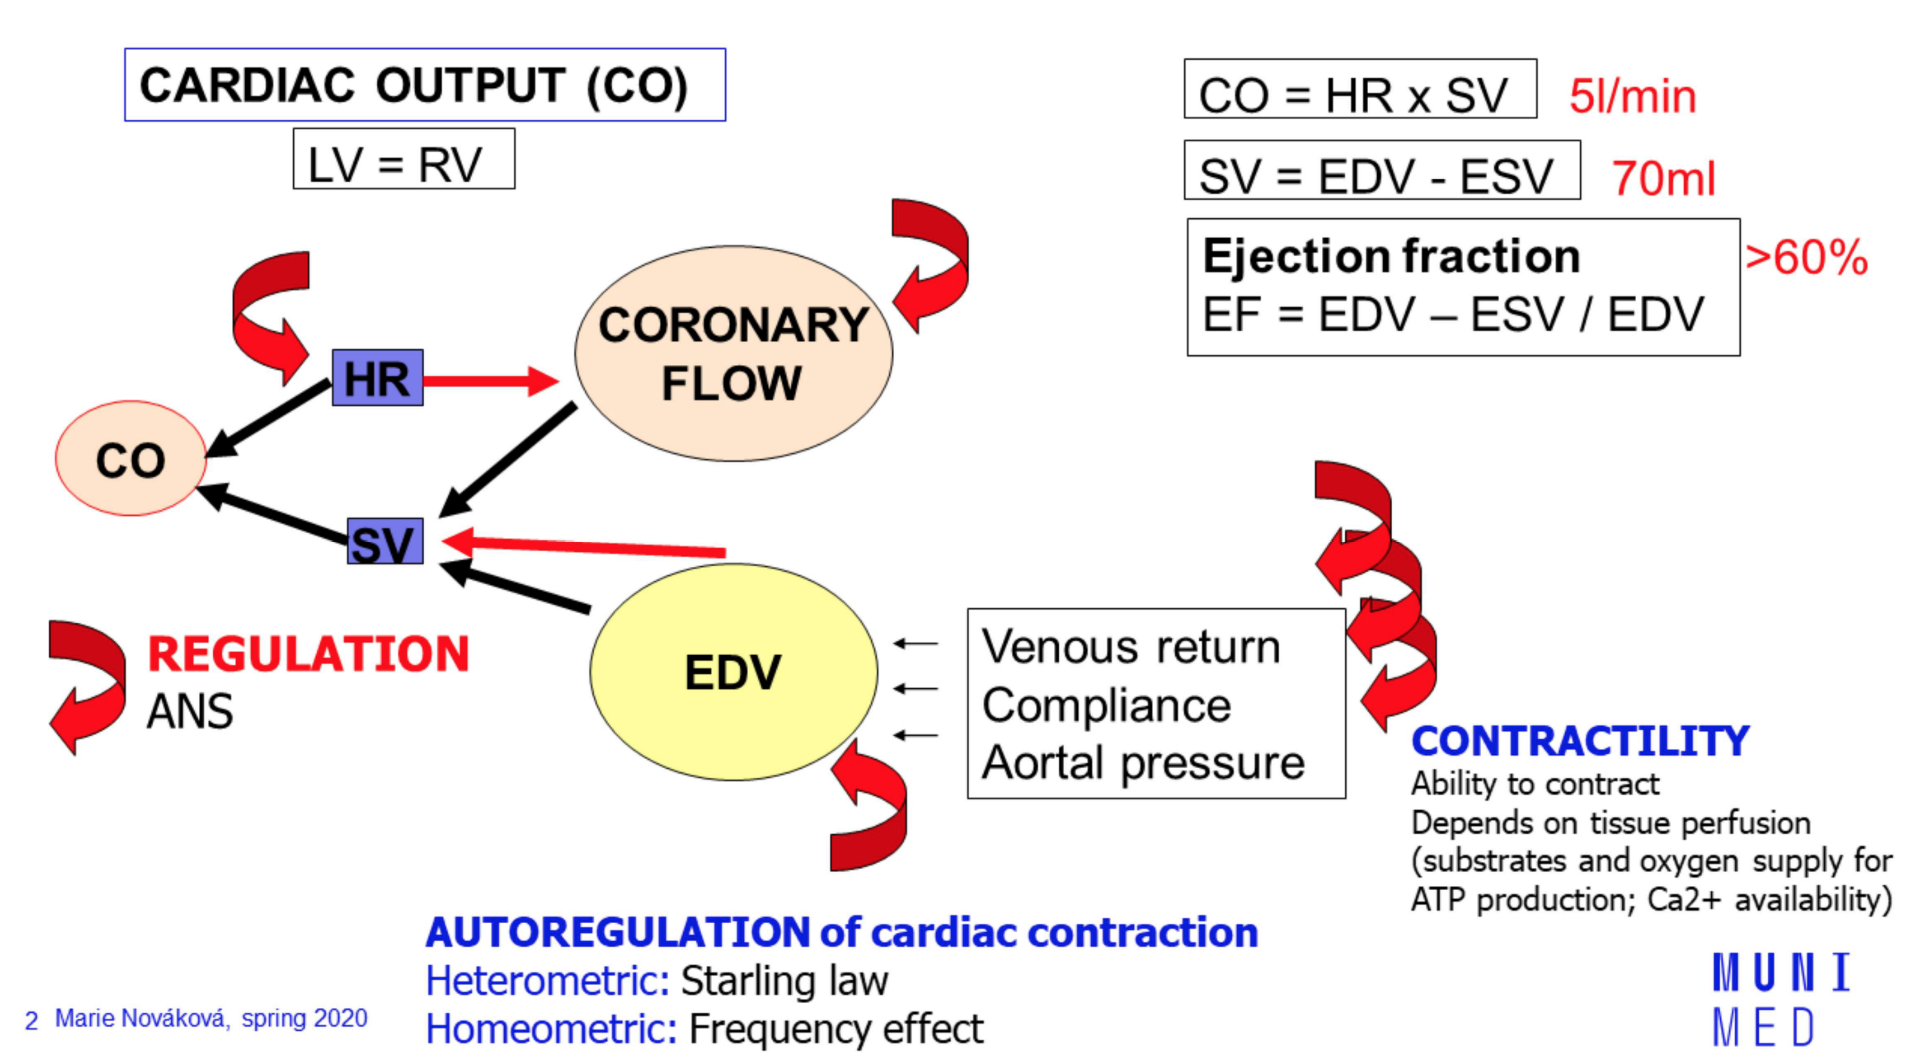 CARDIAC OUTPUT (CO)
LV = RV
CO = HR x SV
5l/min
SV = EDV - ESV
70ml
Ejection fraction
EF = EDV – ESV / EDV
>60%
CORONARY
FLOW
HR
CO
SV
EDV
REGULATION
ANS
Venous return
Compliance
Aortal pressure
CONTRACTILITY
Ability to contract
Depends on tissue perfusion
(substrates and oxygen supply for
ATP production; Ca2+ availability)
AUTOREGULATION of cardiac contraction
Heterometric: Starling law
Homeometric: Frequency effect
2 Marie Nováková, spring 2020
MUNI
MED